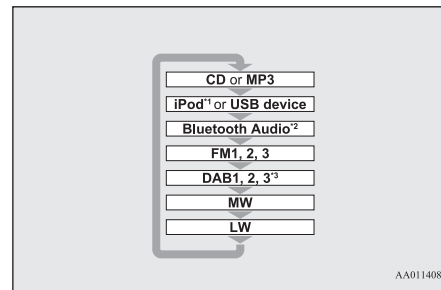 CD or MP3
iPod*1 or USB device
Bluetooth Audio*2
FM1, 2, 3
DAB1, 2, 3*3
MW
LW
AA011408